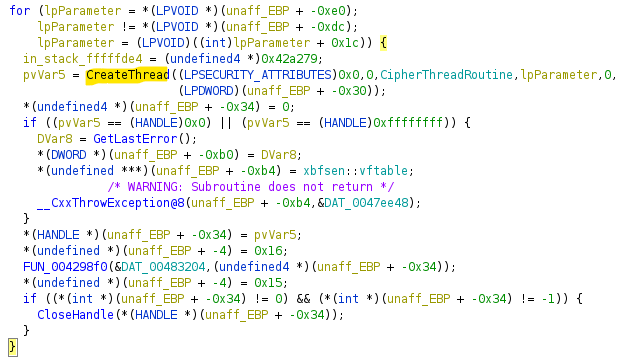 for (lpParameter = *(LPVOID *)(unaff_EBP + -0xe0);
lpParameter != *(LPVOID *)(unaff_EBP + -0xdc);
lpParameter = (LPVOID)((int)lpParameter + 0x1c)) {
in_stack_fffffde4 = (undefined4 *)0x42a279;
pvVar5 = CreateThread((LPSECURITY_ATTRIBUTES)0x0,0,CipherThreadRoutine,lpParameter,0,
(LPDWORD)(unaff_EBP + -0x30));
*(undefined4 *)(unaff_EBP + -0x34) = 0;
if ((pvVar5 == (HANDLE)0x0) || (pvVar5 == (HANDLE)0xffffffff)) {
DVar8 = GetLastError();
*(DWORD *)(unaff_EBP + -0xb0) = DVar8;
*(undefined ***)(unaff_EBP + -0xb4) = xbfsen::vftable;
/* WARNING: Subroutine does not return */
__CxxThrowException@8(unaff_EBP + -0xb4,&DAT_0047ee48);
}
*(HANDLE *)(unaff_EBP + -0x34) = pvVar5;
*(undefined *)(unaff_EBP + -4) = 0x16;
FUN_004298f0(&DAT_00483204,(undefined4 *)(unaff_EBP + -0x34));
*(undefined *)(unaff_EBP + -4) = 0x15;
if ((*(int *)(unaff_EBP + -0x34) != 0) && (*(int *)(unaff_EBP + -0x34) != -1)) {
CloseHandle(*(HANDLE *)(unaff_EBP + -0x34));
}
}